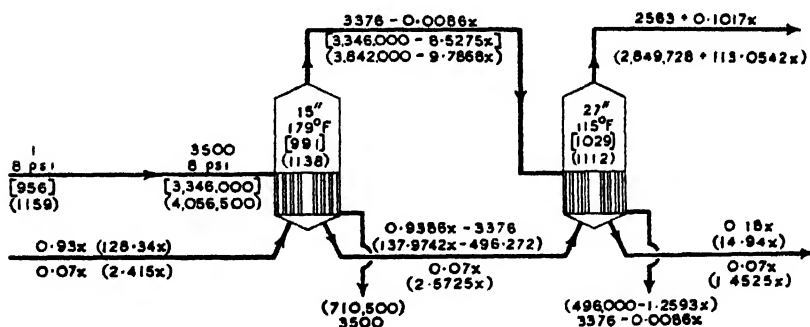 3376 - 0·0086x
[3,346,000 - 8·5275x]
(3,842,000 - 9·7868x)
2563 + 0·1017x
(2,849,728 + 113·0542x)
15"
179°F
[991]
(1138)
27"
115°F
[1029]
(1112)
1
8 psi
[956]
(1159)
3500
8 psi
[3,346,000]
(4,056,500)
0·93x (128·34x)
0·07x (2·415x)
0·9386x - 3376
(137·9742x - 496·272)
0·07x
(2·5725x)
0·18x
(14·94x)
0·07x
(1·4525x)
(710,500)
3500
(496,000 - 1·2593x)
3376 - 0·0086x